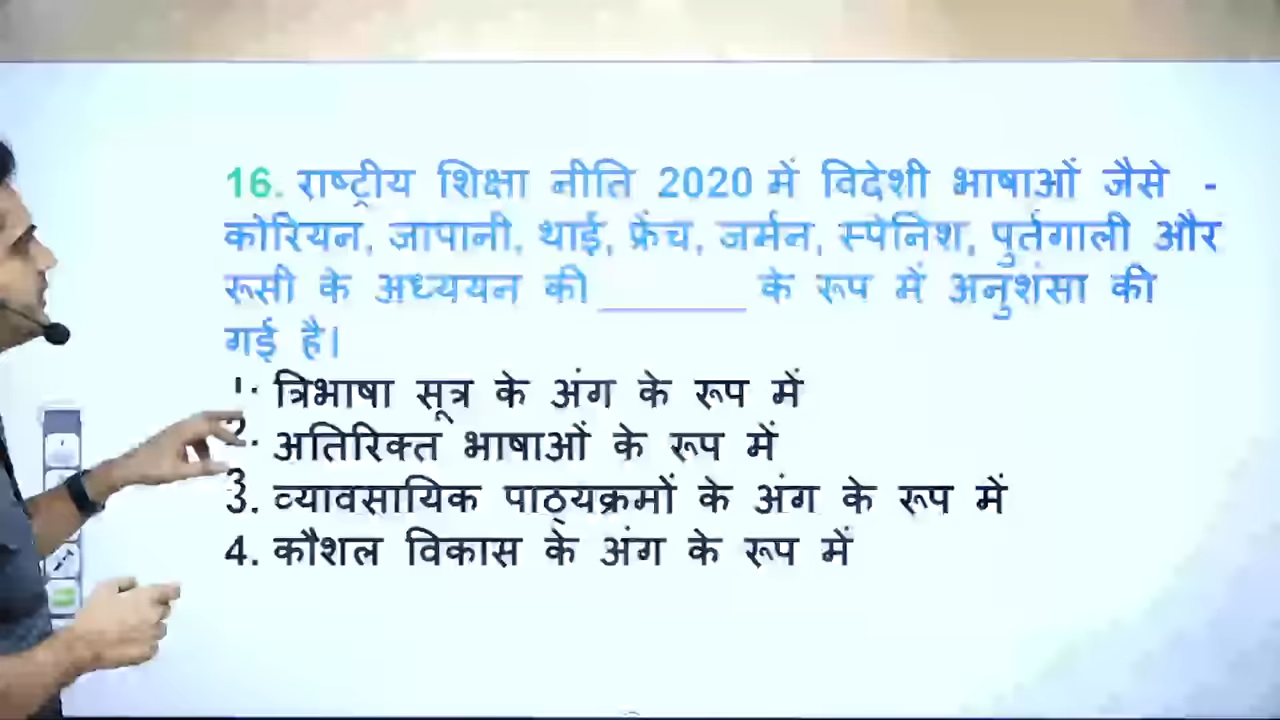 16. राष्ट्रीय शिक्षा नीति 2020 में विदेशी भाषाओं जैसे -
कोरियन, जापानी, थाई, फ्रेंच, जर्मन, स्पेनिश, पुर्तगाली और
रूसी के अध्ययन की ________ के रूप में अनुशंसा की
गई है।
1. त्रिभाषा सूत्र के अंग के रूप में
2. अतिरिक्त भाषाओं के रूप में
3. व्यावसायिक पाठ्यक्रमों के अंग के रूप में
4. कौशल विकास के अंग के रूप में